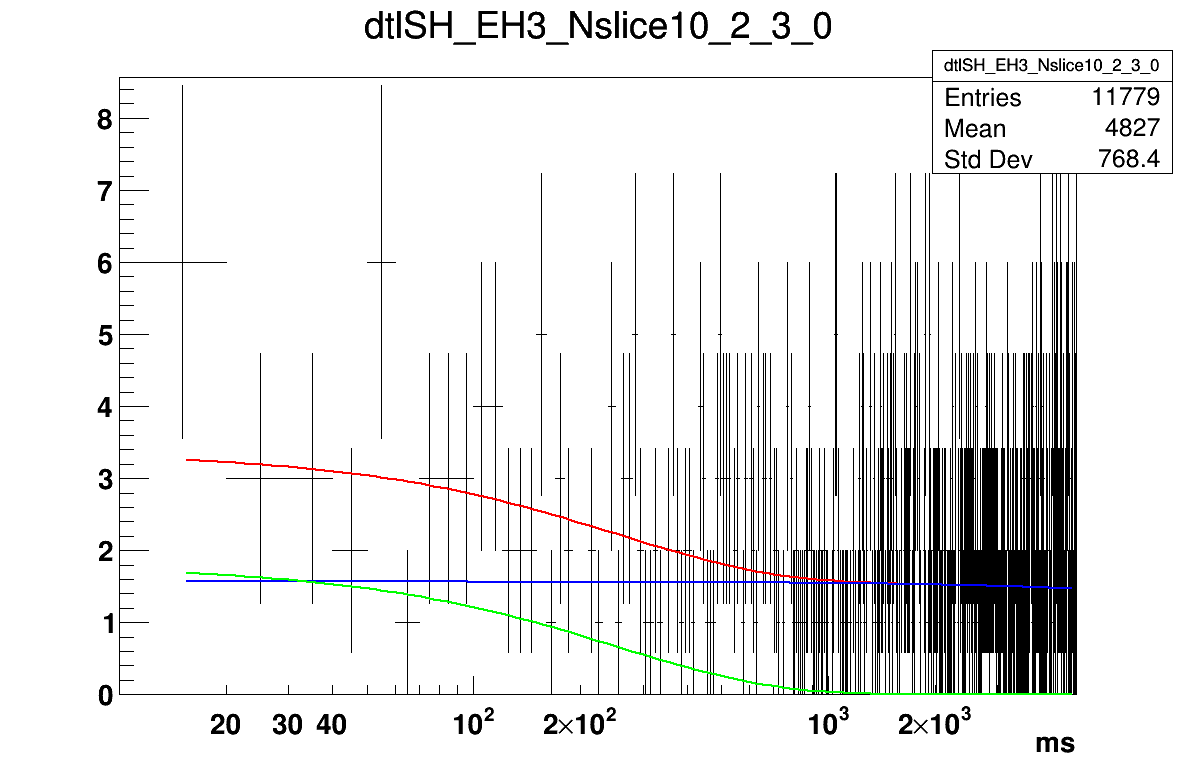 dtlSH_EH3_Nslice10_2_3_0
dtlSH_EH3_Nslice10_2_3_0
Entries 11779
Mean 4827
Std Dev 768.4
8
7
6
5
4
3
2
1
0
20 30 40 10² 2×10² 10³ 2×10³
ms